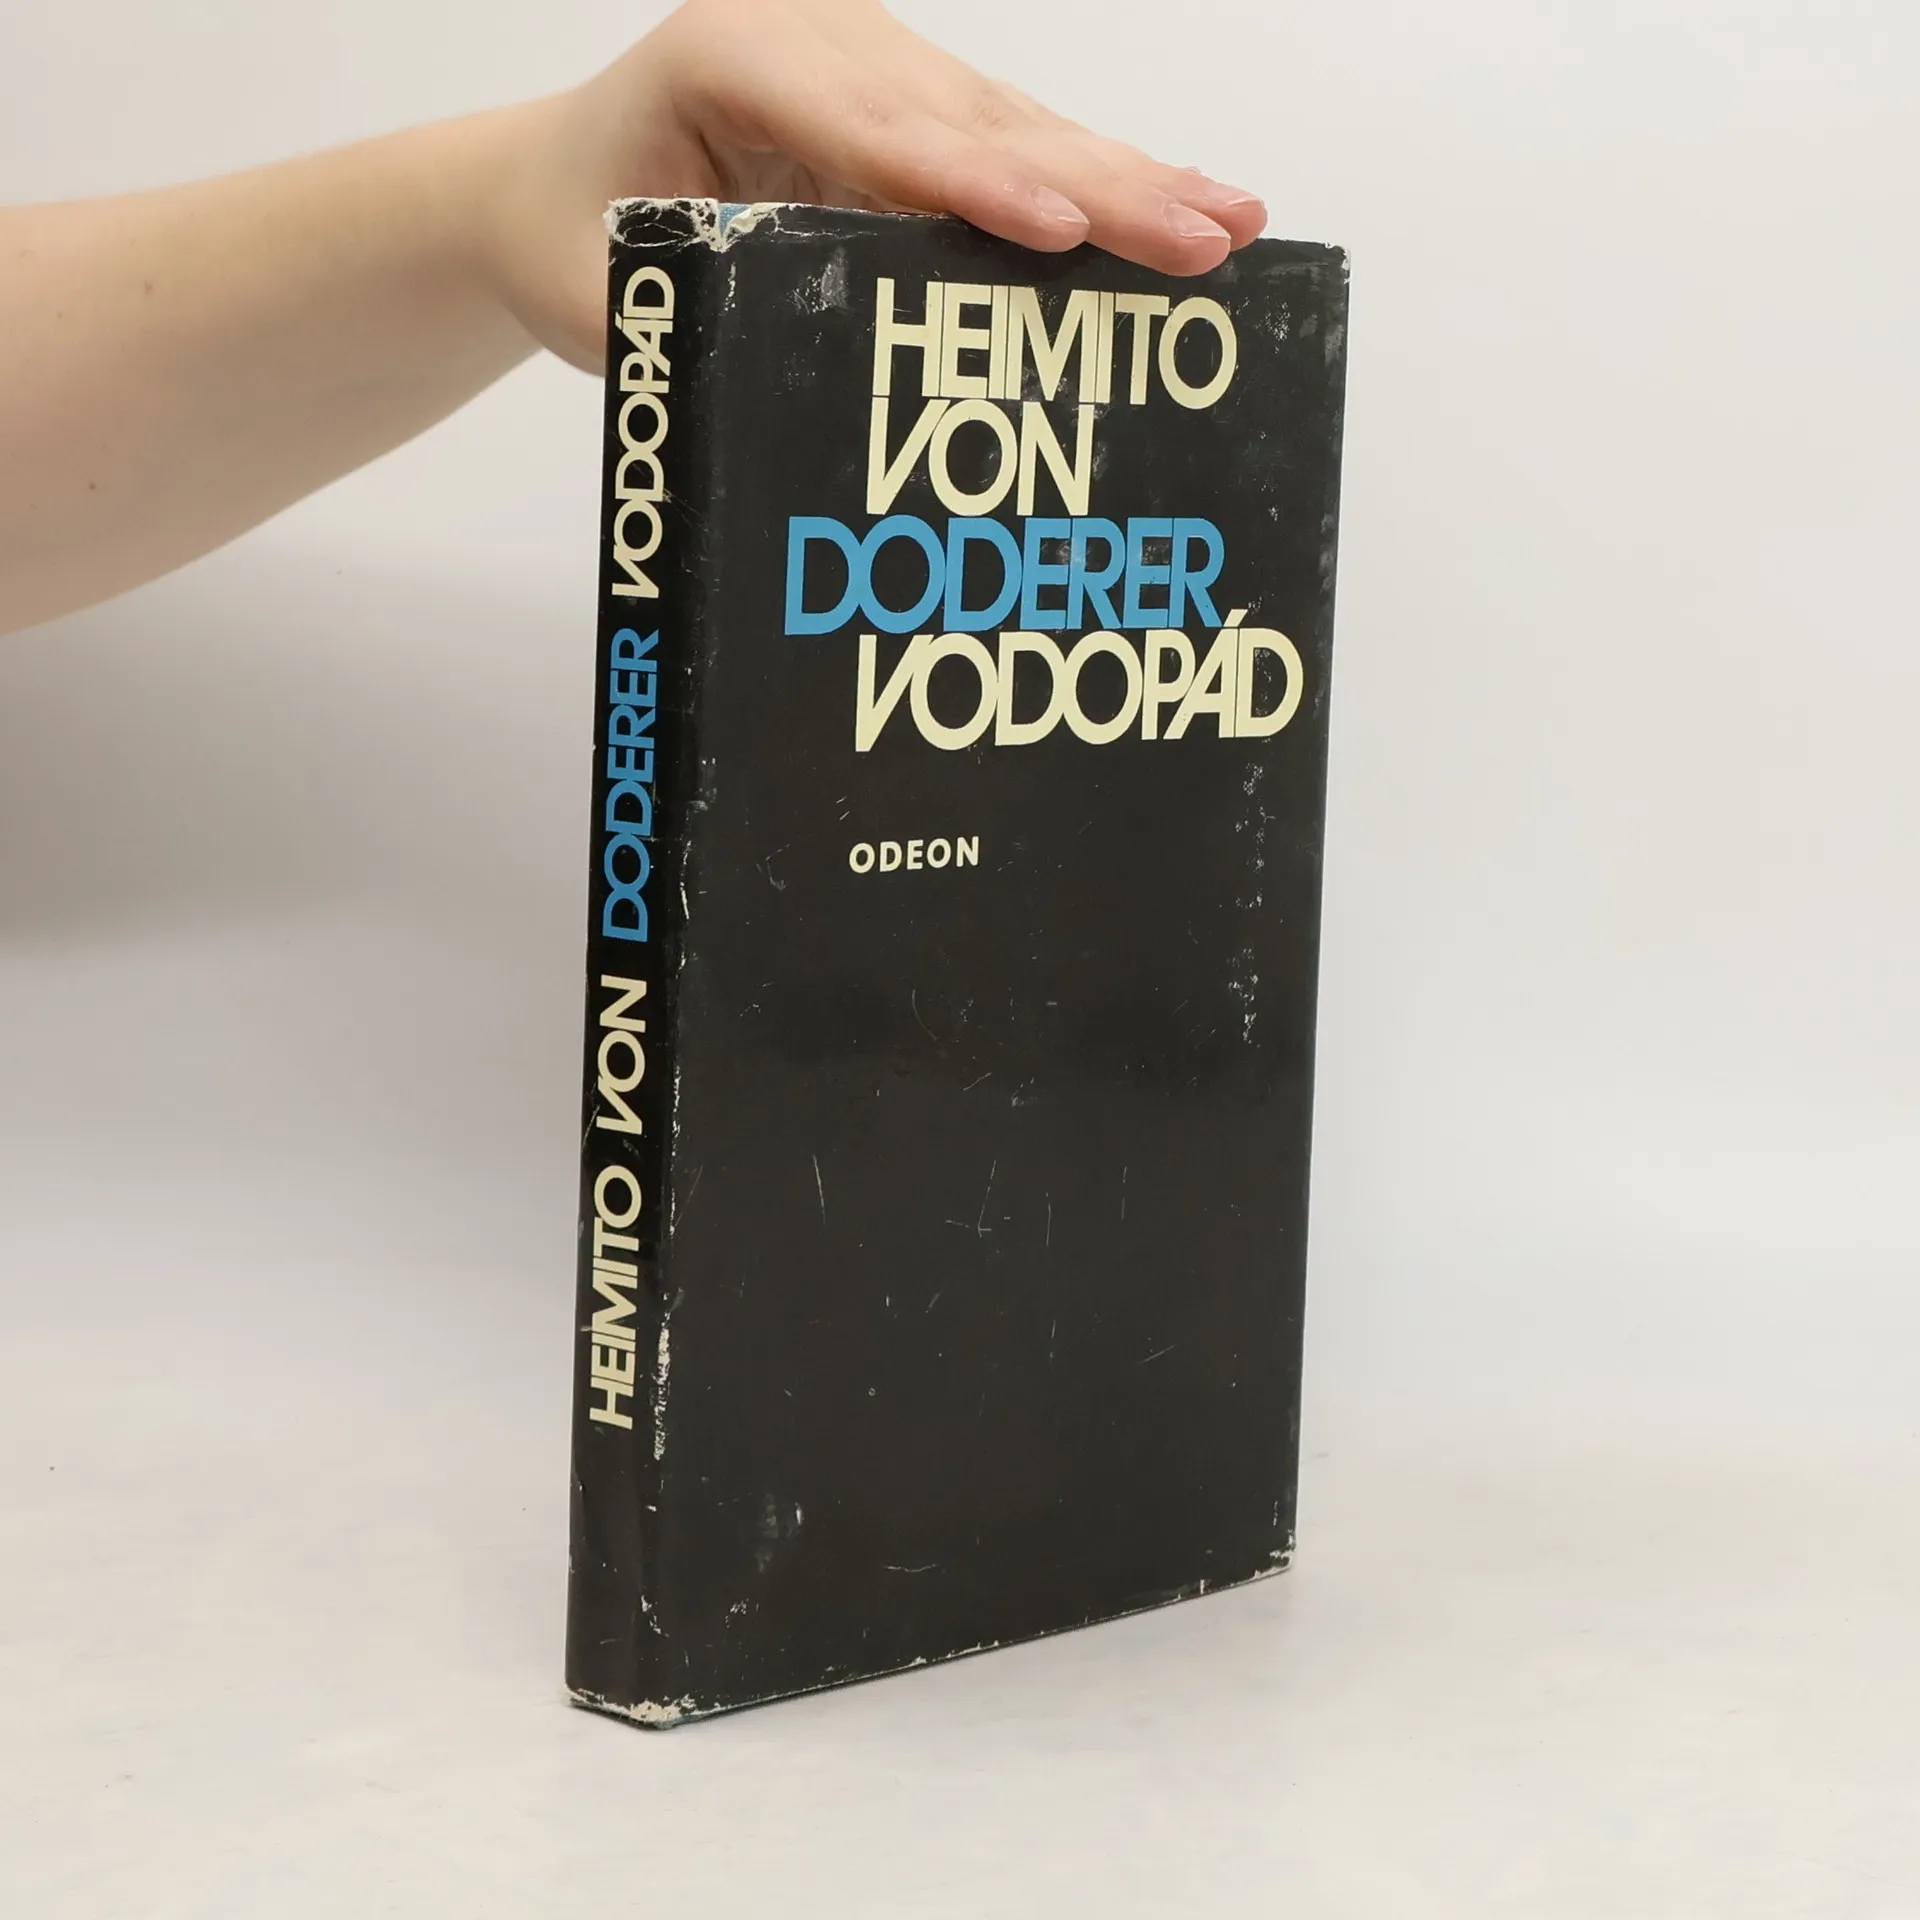 HEIMITO
VON
DODERER
VODOPÁD
ODEON
HEIMITO VON DODERER VODOPÁD